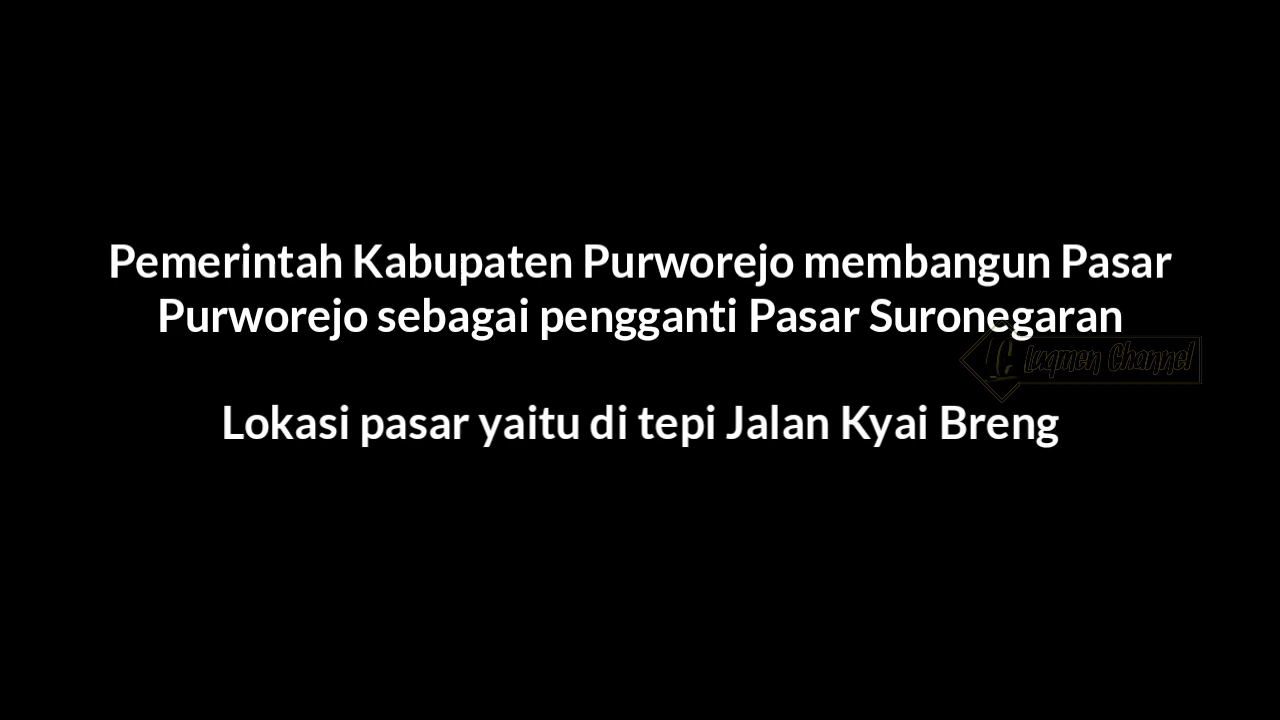 Pemerintah Kabupaten Purworejo membangun Pasar
Purworejo sebagai pengganti Pasar Suronegaran
LC Luqmen Channel
Lokasi pasar yaitu di tepi Jalan Kyai Breng